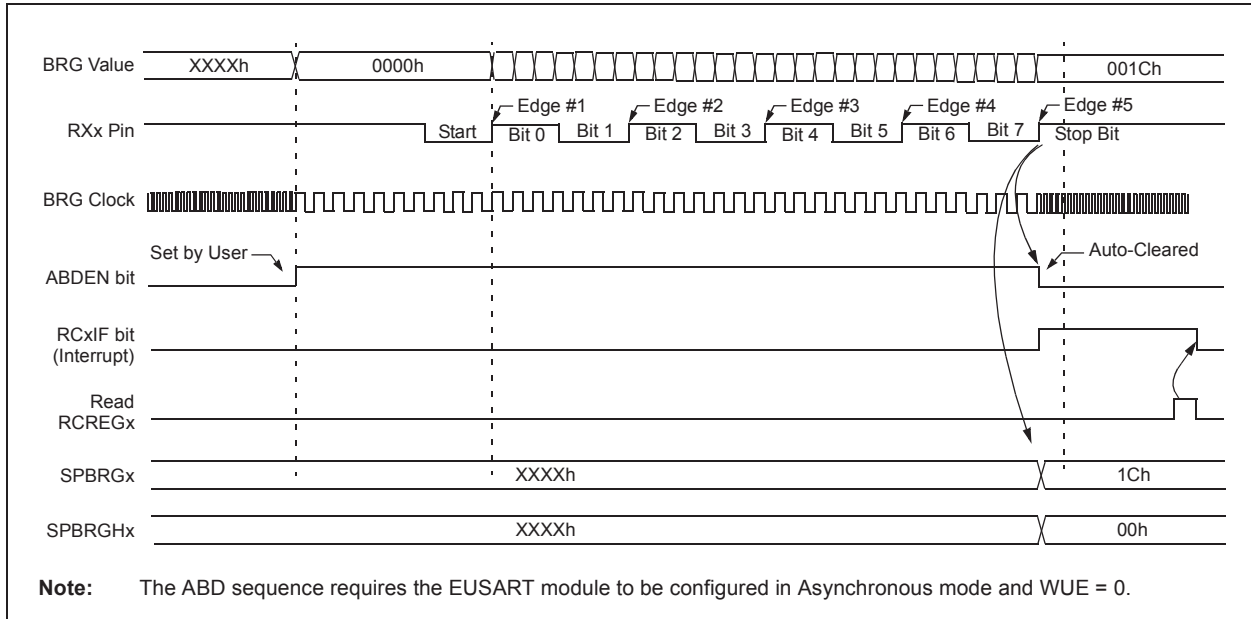 BRG Value XXXXh 0000h 001Ch
Edge #1 Edge #2 Edge #3 Edge #4 Edge #5
RXx Pin Start Bit 0 Bit 1 Bit 2 Bit 3 Bit 4 Bit 5 Bit 6 Bit 7 Stop Bit
BRG Clock
Set by User Auto-Cleared
ABDEN bit
RCxIF bit
(Interrupt)
Read
RCREGx
SPBRGx XXXXh 1Ch
SPBRGHx XXXXh 00h
Note: The ABD sequence requires the EUSART module to be configured in Asynchronous mode and WUE = 0.